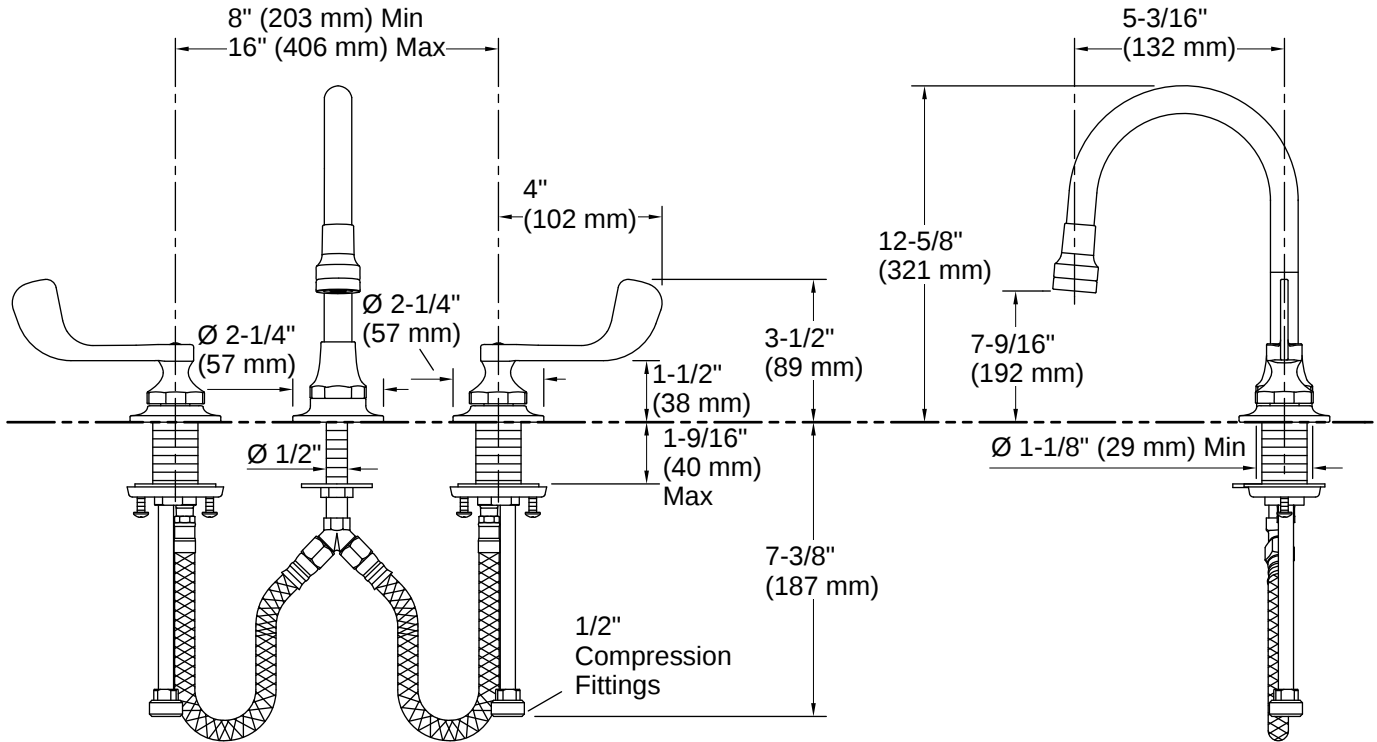 8" (203 mm) Min
16" (406 mm) Max
5-3/16"
(132 mm)
4"
(102 mm)
12-5/8"
(321 mm)
Ø 2-1/4"
(57 mm)
Ø 2-1/4"
(57 mm)
3-1/2"
(89 mm)
7-9/16"
(192 mm)
1-1/2"
(38 mm)
Ø 1/2"
1-9/16"
(40 mm)
Max
Ø 1-1/8" (29 mm) Min
7-3/8"
(187 mm)
1/2"
Compression
Fittings